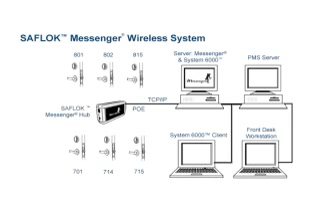 SAFLOK™ Messenger® Wireless System
801 802 815
Server: Messenger®
& System 6000™
PMS Server
Messenger
TCP/IP
SAFLOK™
Messenger® Hub
POE
System 6000™ Client
Front Desk
Workstation
701 714 715